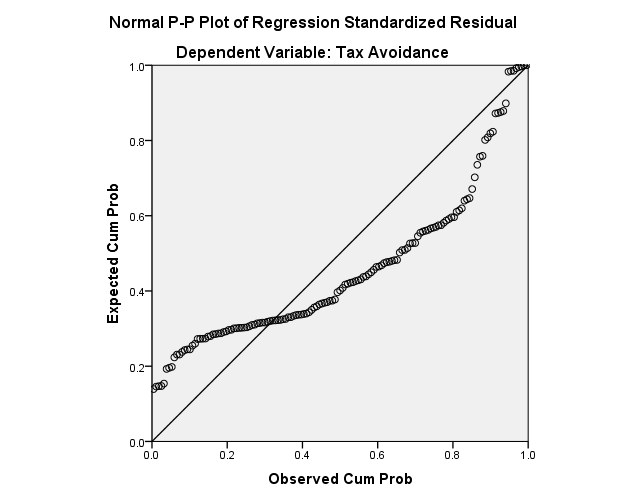 Normal P-P Plot of Regression Standardized Residual
Dependent Variable: Tax Avoidance
1.0
0.8
0.6
0.4
0.2
0.0
Expected Cum Prob
0.0 0.2 0.4 0.6 0.8 1.0
Observed Cum Prob